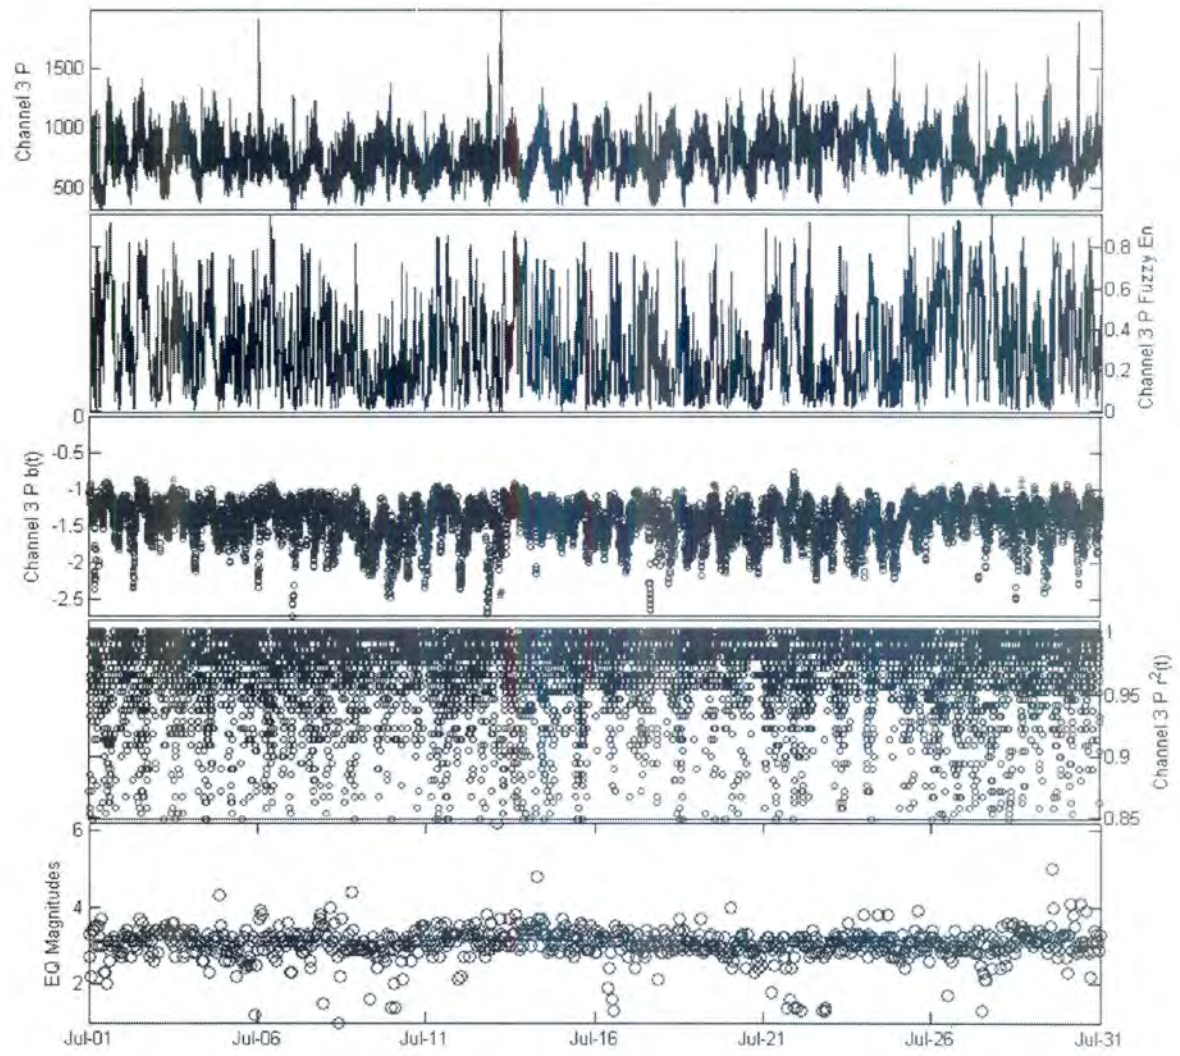 Channel 3 P
1500
1000
500
Channel 3 P Fuzzy En.
0.8
0.6
0.4
0.2
0
Channel 3 P b(t)
0
-0.5
-1
-1.5
-2
-2.5
Channel 3 P r²(t)
1
0.95
0.9
0.85
EQ Magnitudes
6
4
2
Jul-01
Jul-06
Jul-11
Jul-16
Jul-21
Jul-26
Jul-31